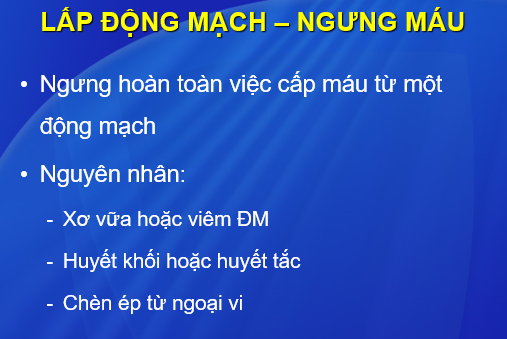 LẤP ĐỘNG MẠCH – NGƯNG MÁU
• Ngưng hoàn toàn việc cấp máu từ một
động mạch
• Nguyên nhân:
- Xơ vữa hoặc viêm ĐM
- Huyết khối hoặc huyết tắc
- Chèn ép từ ngoại vi